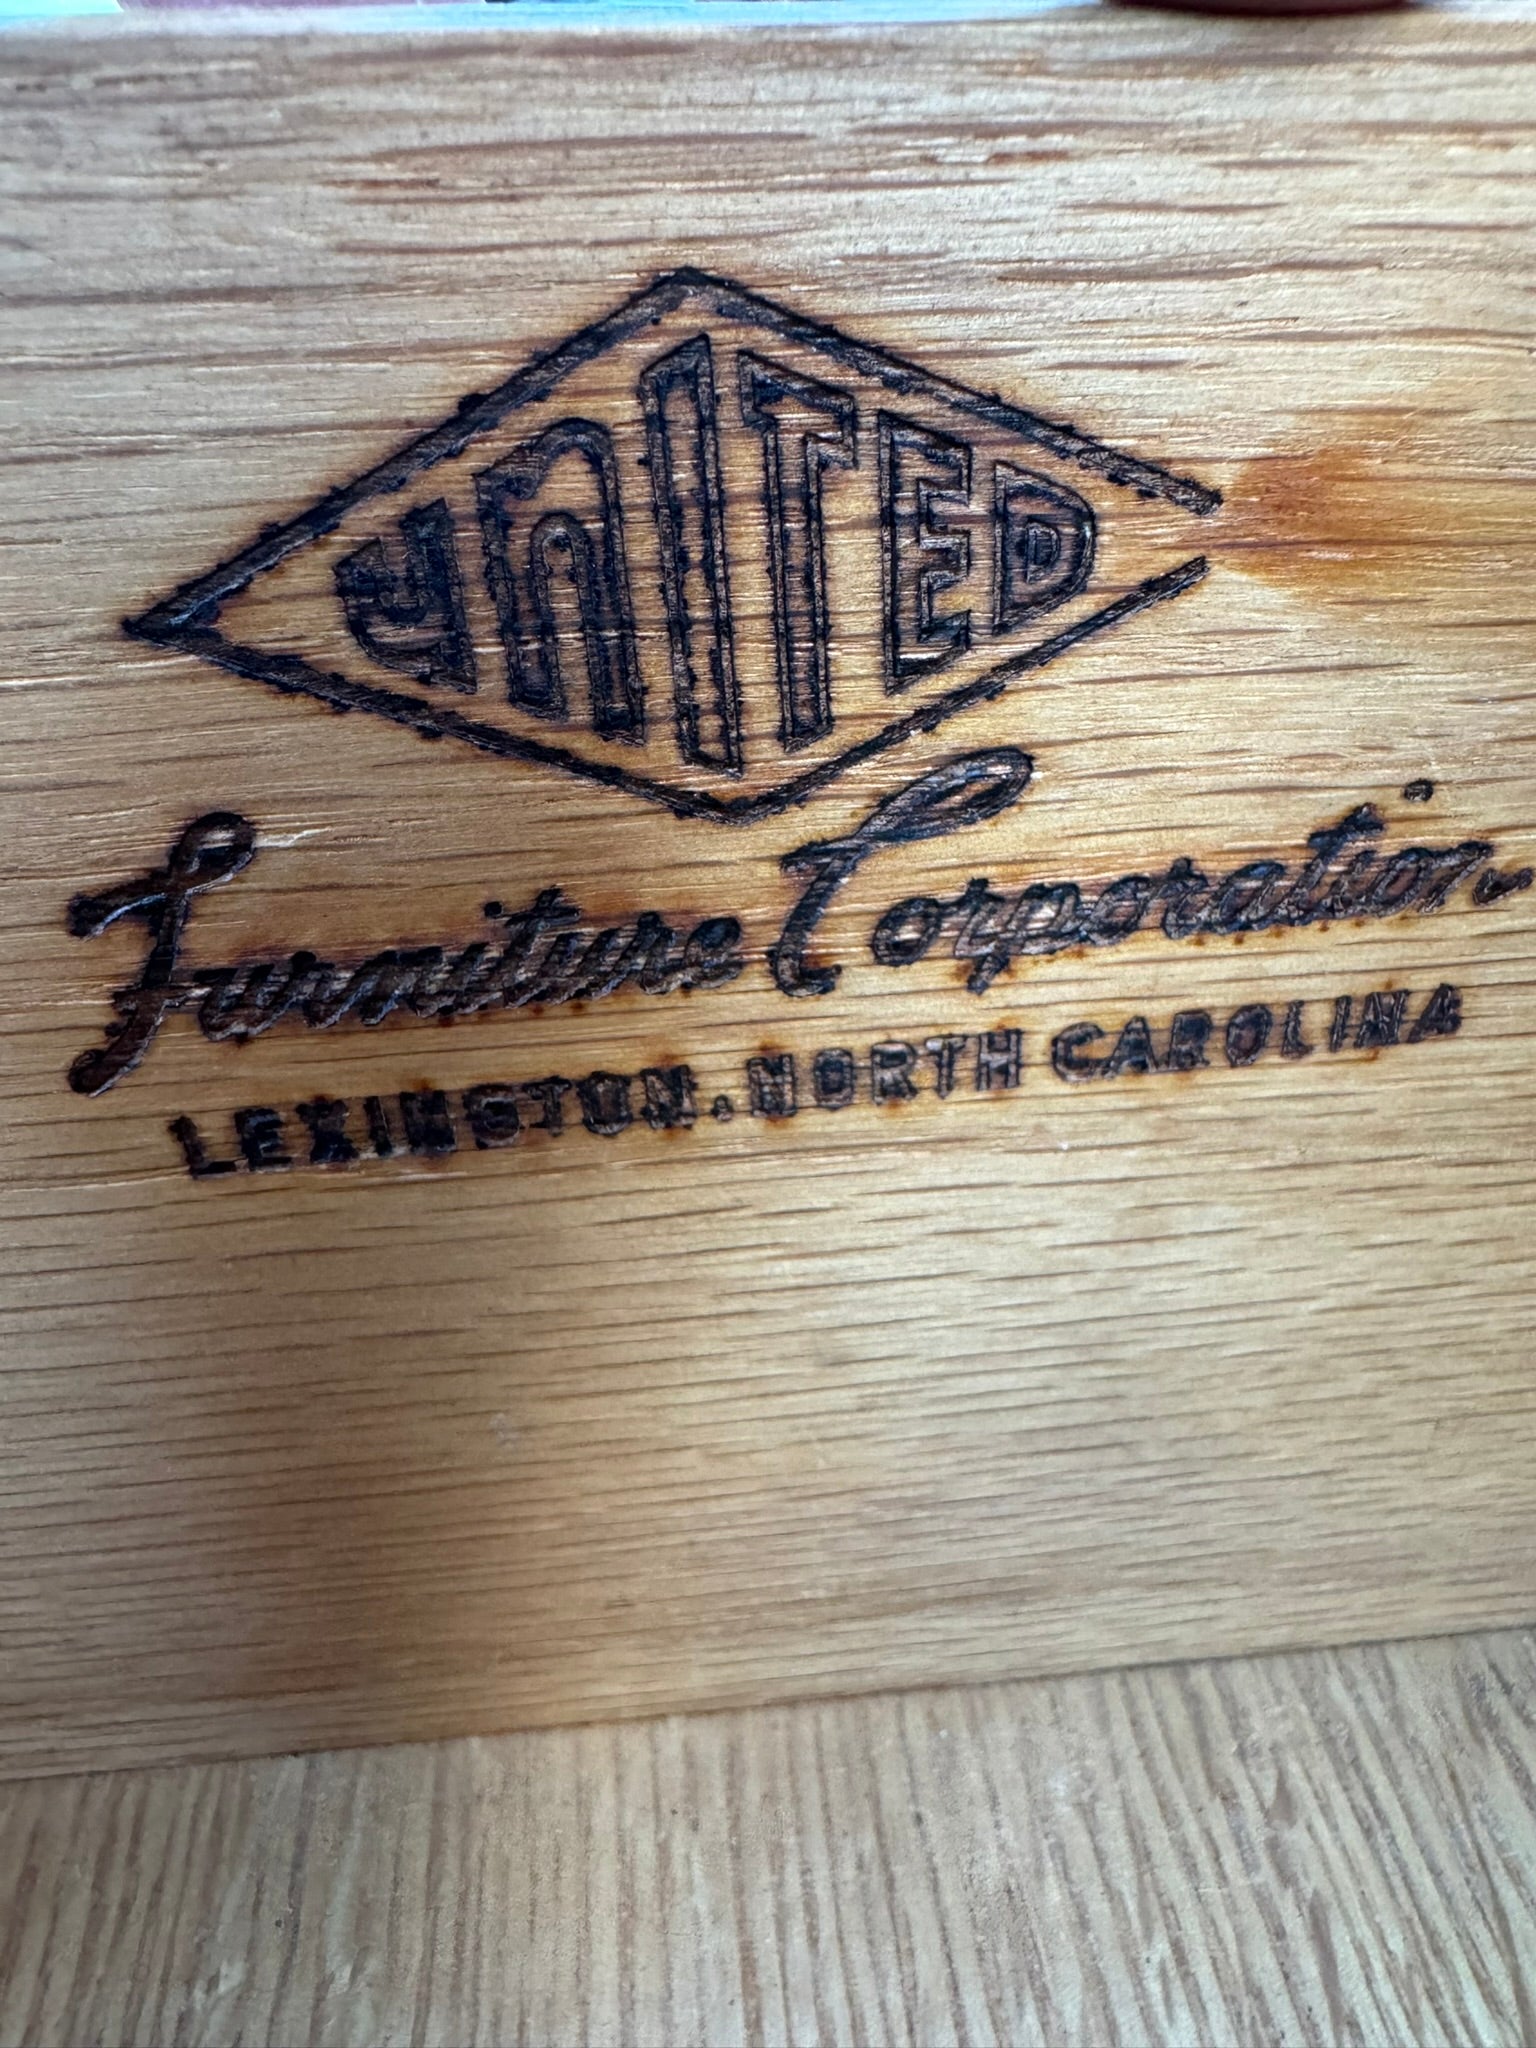 UNITED
Furniture Corporation
LEXINGTON, NORTH CAROLINA